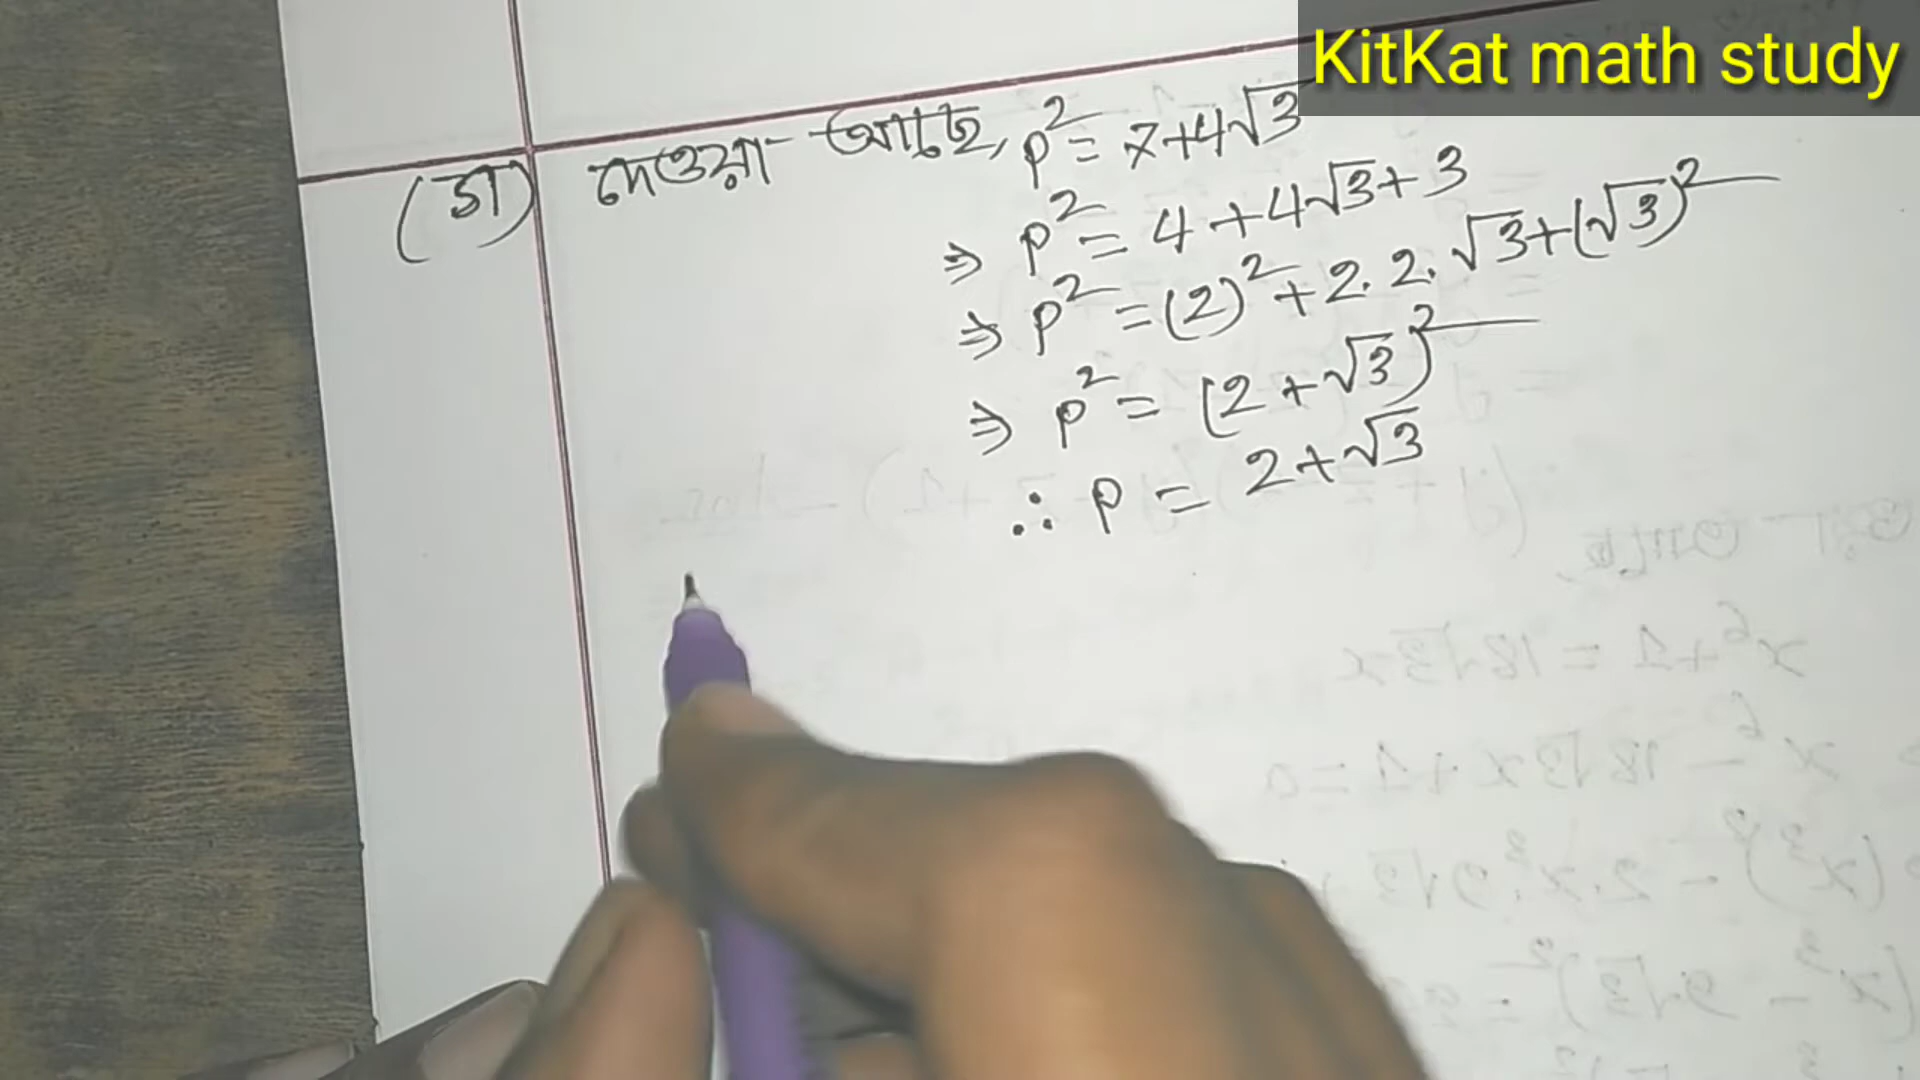 KitKat math study
(গ) দেওয়া আছে, p² = 7+4√3
⇒ p² = 4+4√3+3
⇒ p² = (2)²+2.2.√3+(√3)²
⇒ p² = (2+√3)²
∴ p = 2+√3